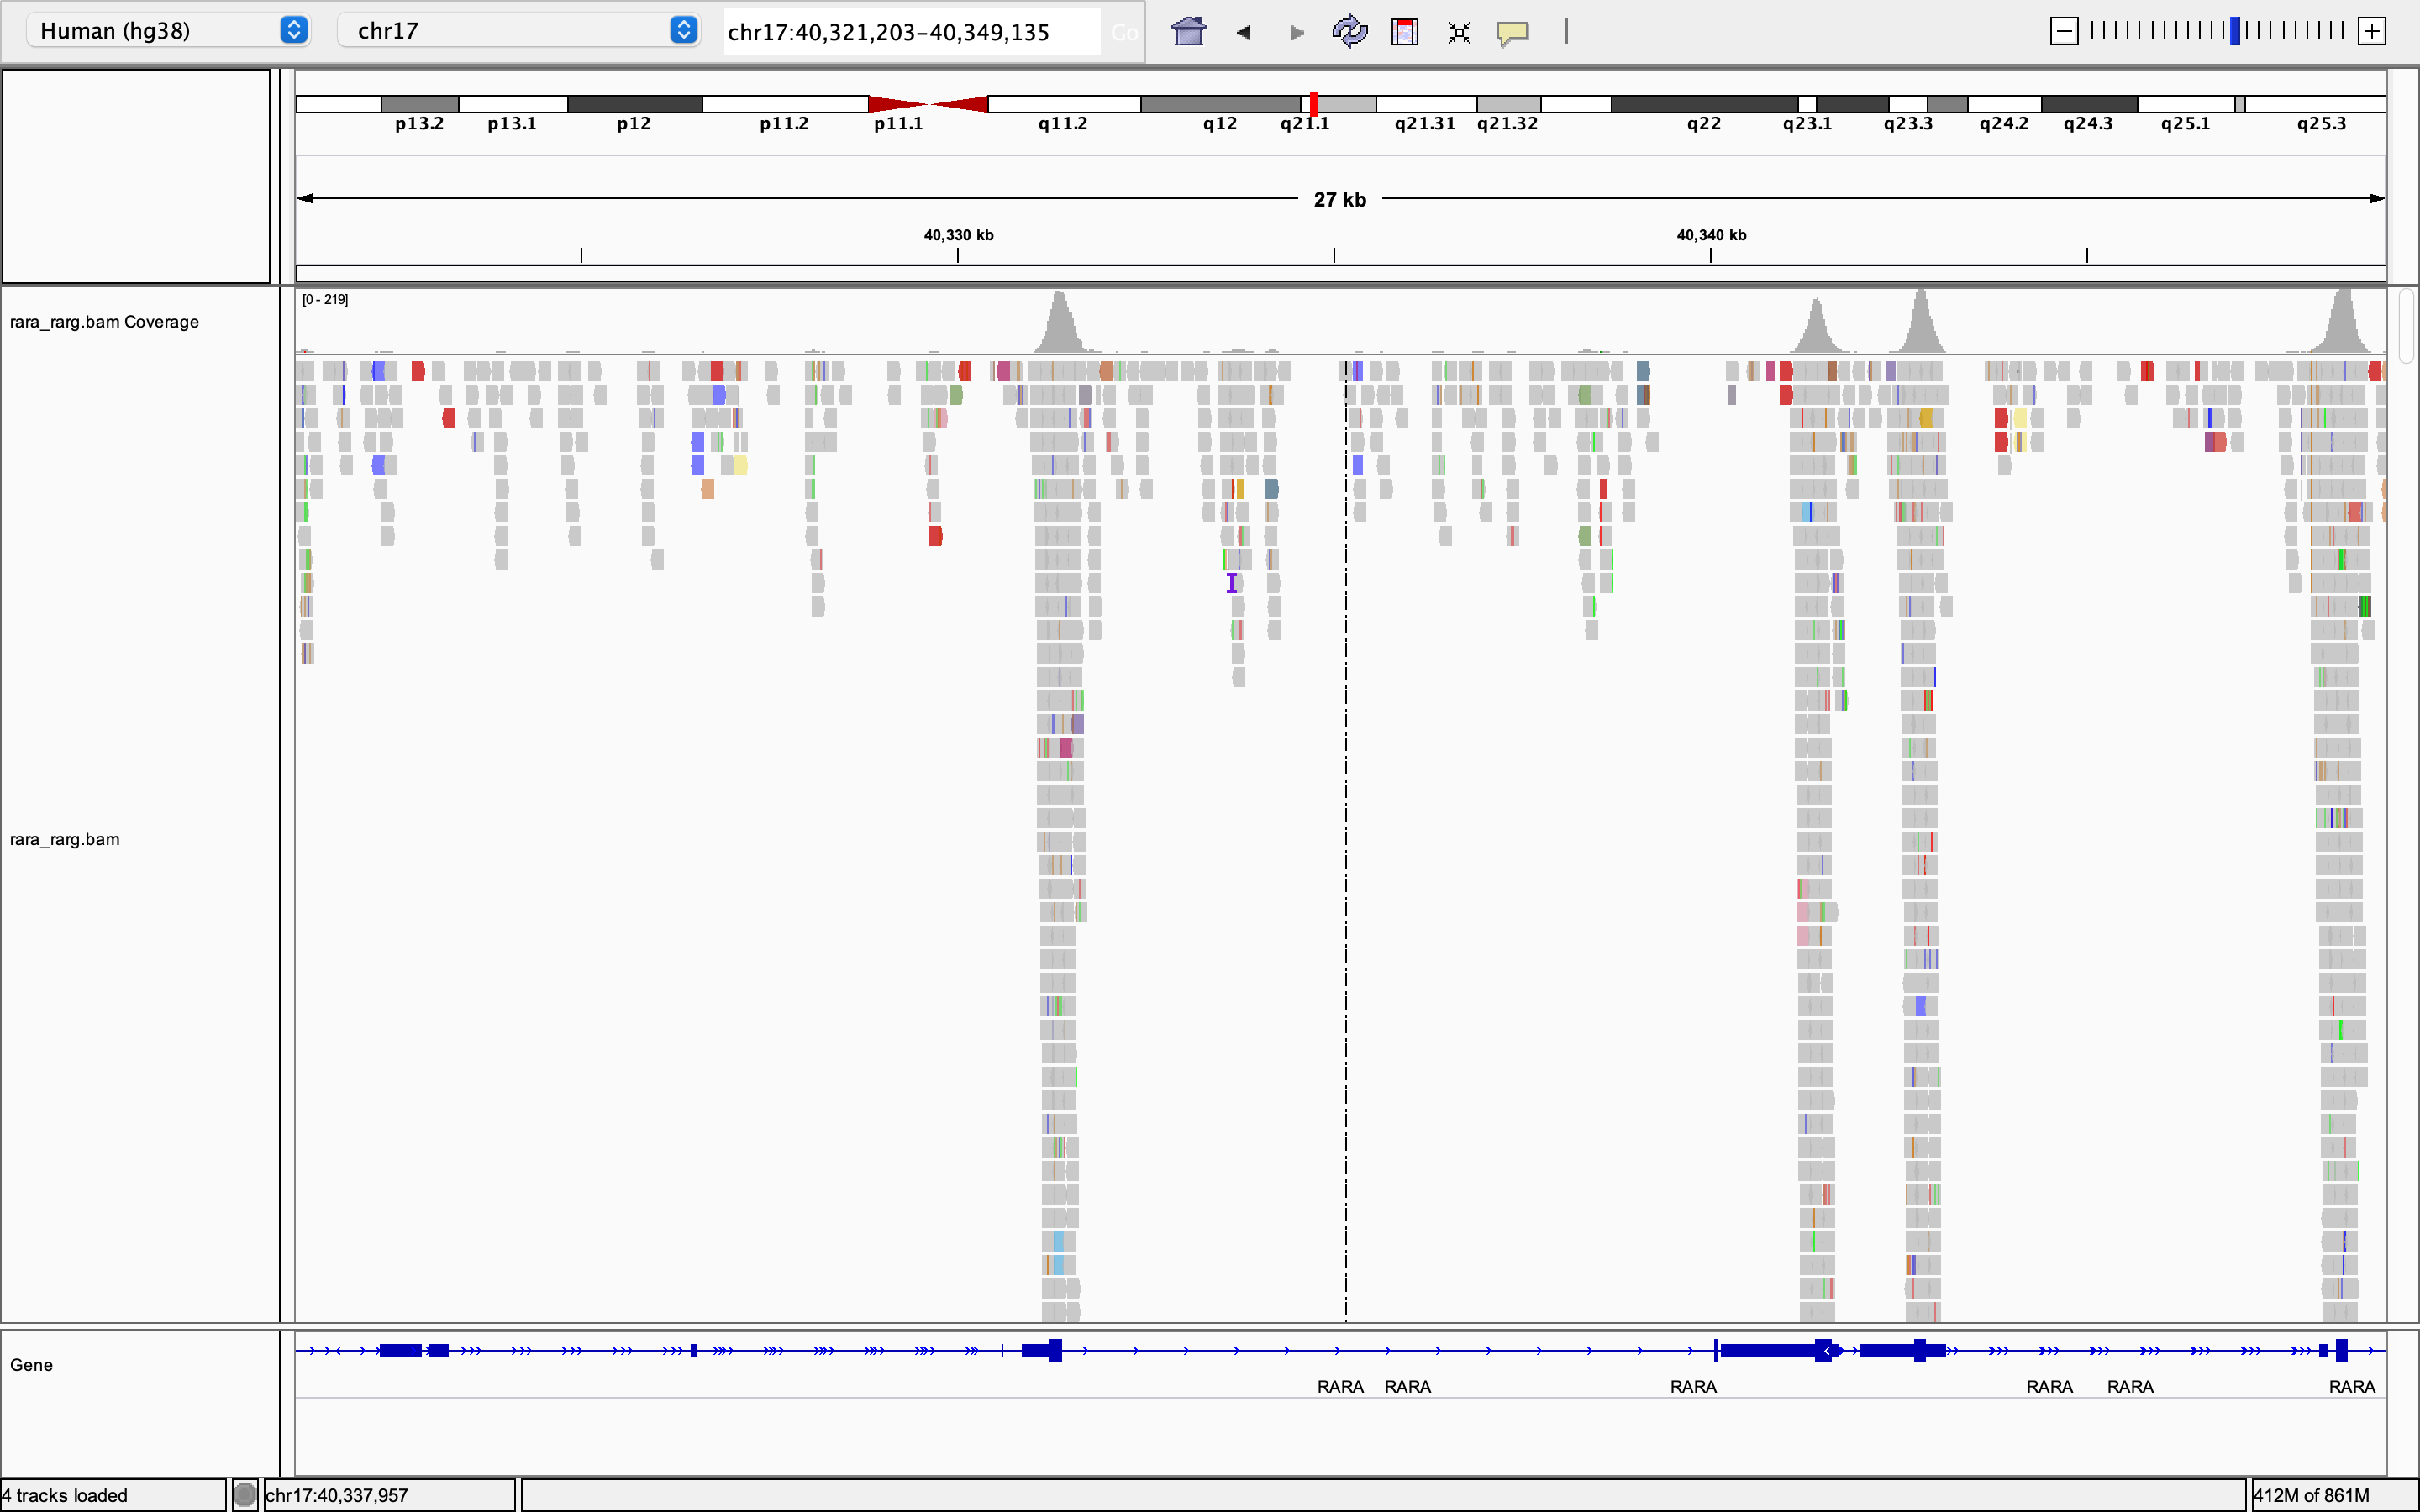 Human (hg38) chr17 chr17:40,321,203-40,349,135 Go
p13.2 p13.1 p12 p11.2 p11.1 q11.2 q12 q21.1 q21.31 q21.32 q22 q23.1 q23.3 q24.2 q24.3 q25.1 q25.3
27 kb
40,330 kb 40,340 kb
[0 - 219]
rara_rarg.bam Coverage
rara_rarg.bam
Gene
RARA RARA RARA RARA RARA RARA
4 tracks loaded chr17:40,337,957 412M of 861M